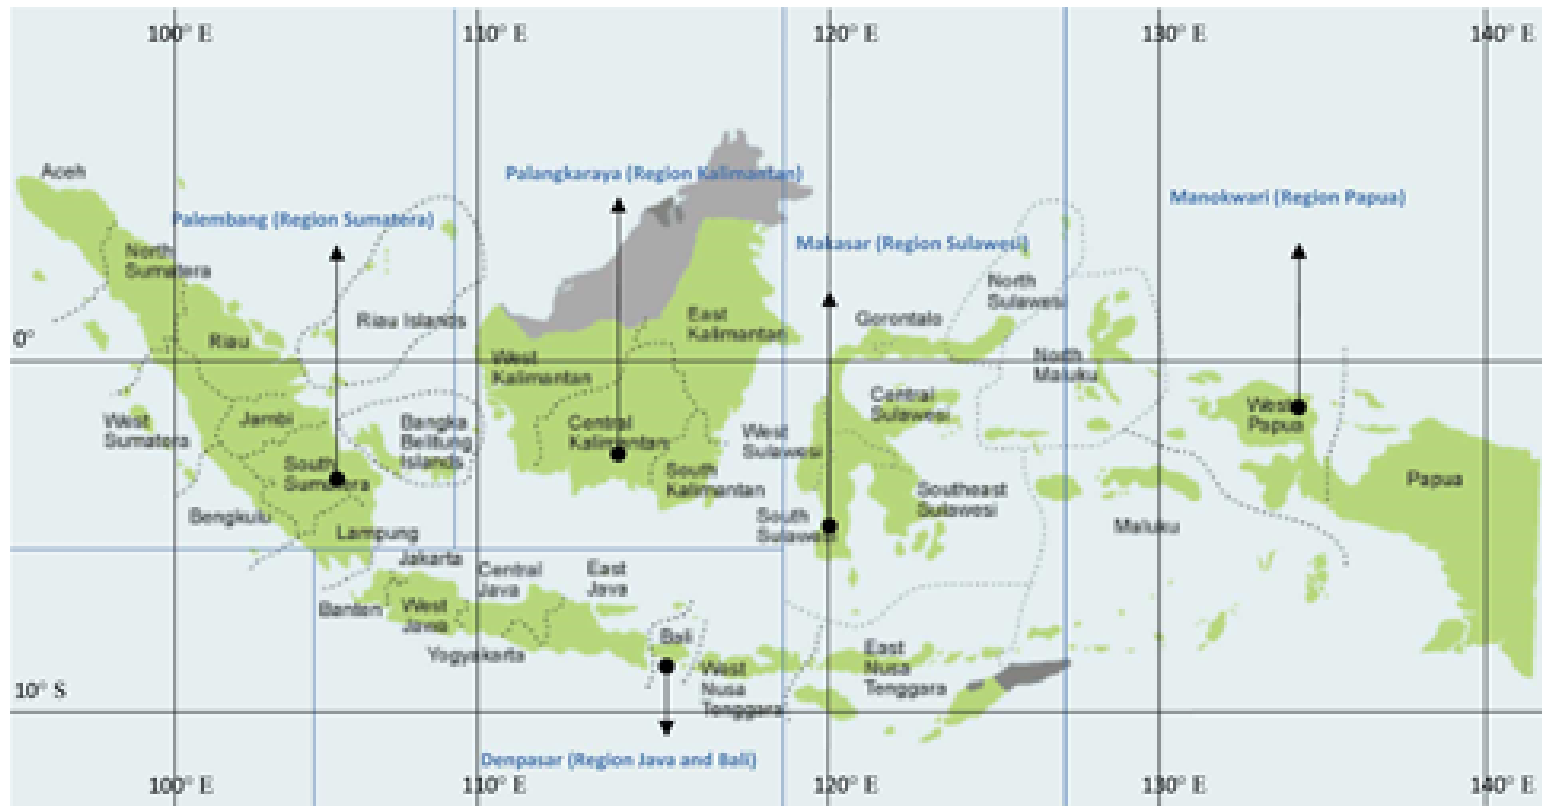 100° E
110° E
120° E
130° E
140° E
Aceh
Palangkaraya (Region Kalimantan)
Manokwari (Region Papua)
Palembang (Region Sumatera)
Makasar (Region Sulawesi)
North
Sumatera
North
Sulawesi
Riau Islands
East
Kalimantan
Gorontalo
0°
Riau
West
Kalimantan
North
Maluku
Central
Sulawesi
West
Papua
West
Sumatera
Jambi
Bangka
Belitung
Islands
Central
Kalimantan
West
Sulawesi
South
Sumatera
South
Kalimantan
Southeast
Sulawesi
Papua
Bengkulu
Lampung
South
Sulawesi
Maluku
Jakarta
Central
Java
East
Java
Banten
West
Jawa
Yogyakarta
Bali
West
Nusa
Tenggara
East
Nusa
Tenggara
10° S
Denpasar (Region Java and Bali)
100° E
110° E
120° E
130° E
140° E